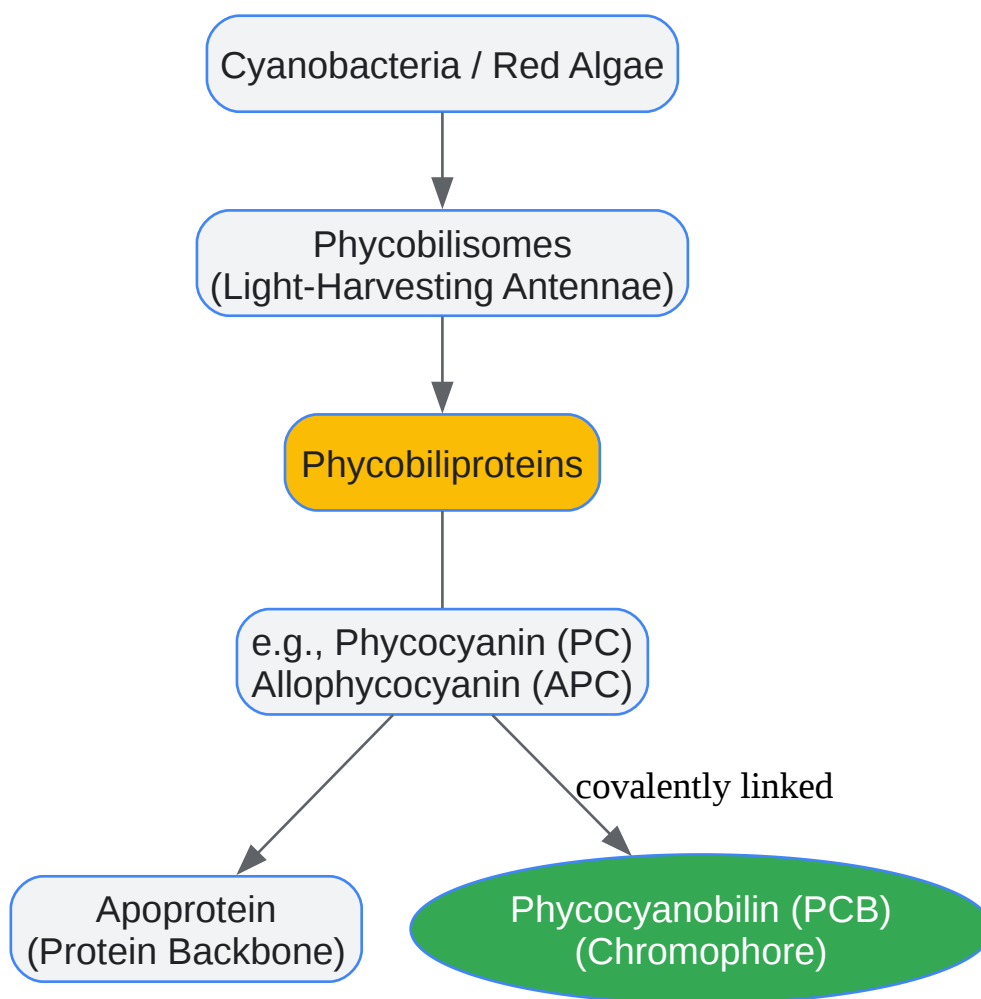 Cyanobacteria / Red Algae
Phycobilisomes
(Light-Harvesting Antennae)
Phycobiliproteins
e.g., Phycocyanin (PC)
Allophycocyanin (APC)
covalently linked
Apoprotein
(Protein Backbone)
Phycocyanobilin (PCB)
(Chromophore)